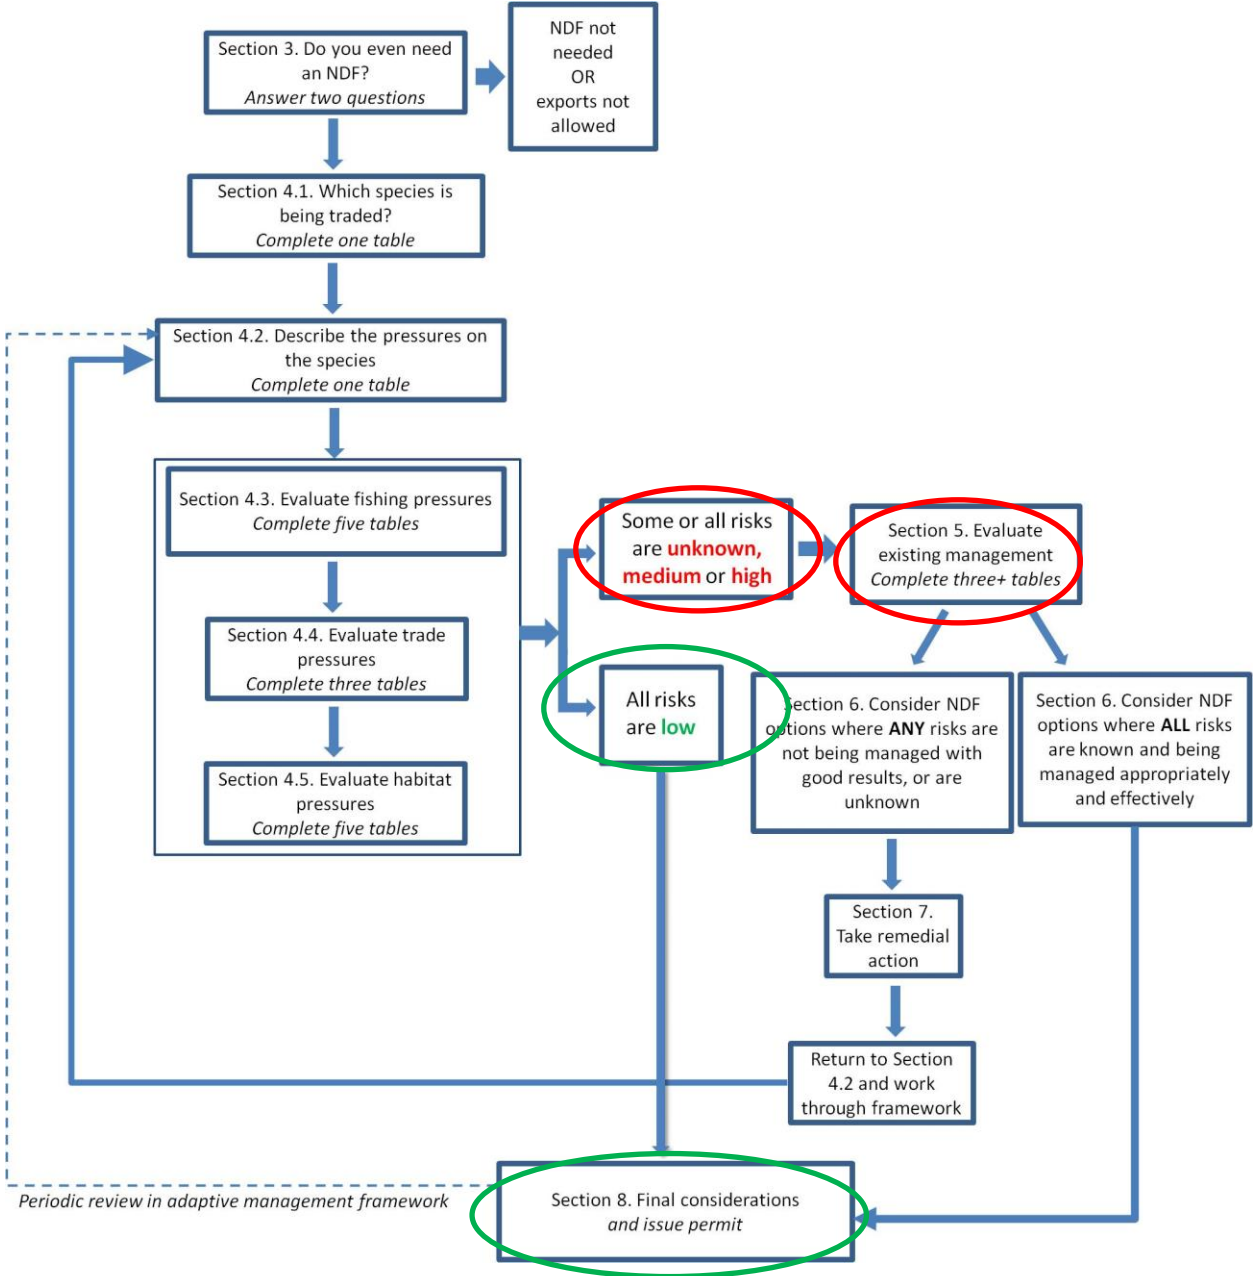 Section 3. Do you even need
an NDF?
Answer two questions
NDF not
needed
OR
exports not
allowed
Section 4.1. Which species is
being traded?
Complete one table
Section 4.2. Describe the pressures on
the species
Complete one table
Section 4.3. Evaluate fishing pressures
Complete five tables
Section 4.4. Evaluate trade
pressures
Complete three tables
Section 4.5. Evaluate habitat
pressures
Complete five tables
Some or all risks
are unknown,
medium or high
All risks
are low
Section 5. Evaluate
existing management
Complete three+ tables
Section 6. Consider NDF
options where ANY risks are
not being managed with
good results, or are
unknown
Section 6. Consider NDF
options where ALL risks
are known and being
managed appropriately
and effectively
Section 7.
Take remedial
action
Return to Section
4.2 and work
through framework
Section 8. Final considerations
and issue permit
Periodic review in adaptive management framework